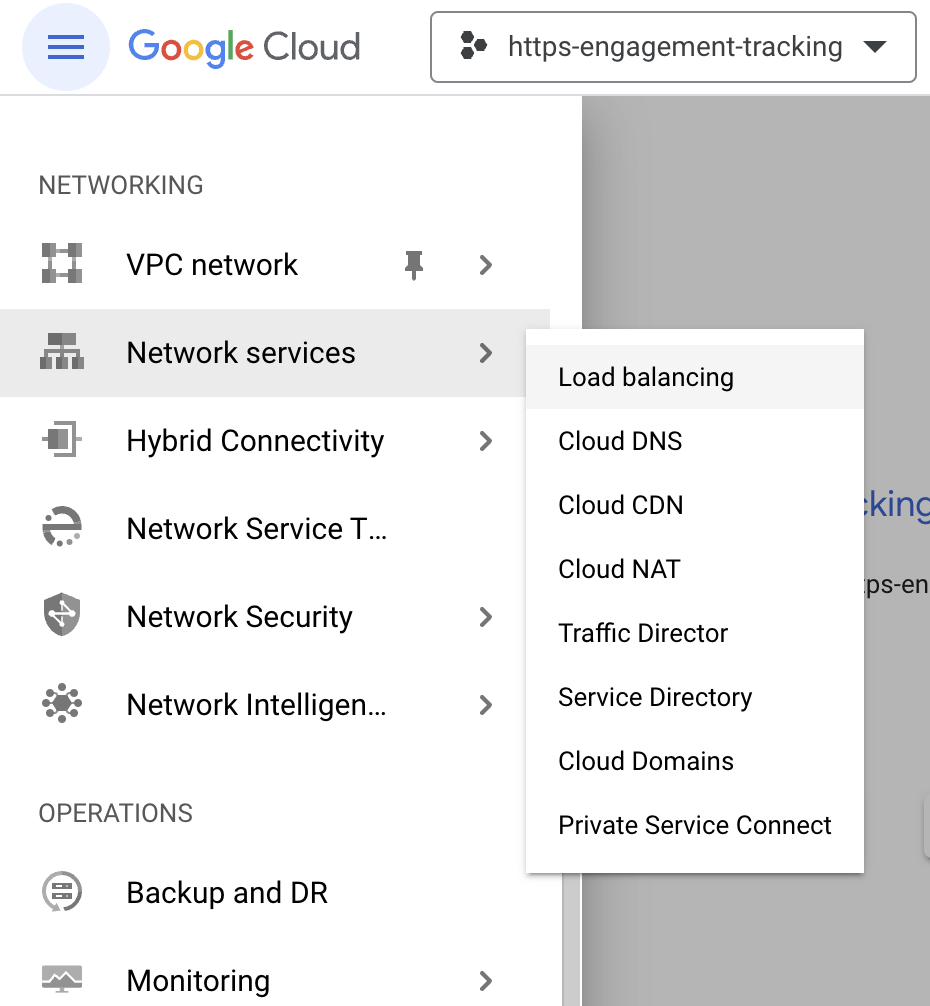 Google Cloud
https-engagement-tracking
NETWORKING
VPC network
Network services
Load balancing
Cloud DNS
Cloud CDN
Cloud NAT
Traffic Director
Service Directory
Cloud Domains
Private Service Connect
Hybrid Connectivity
Network Service T...
Network Security
Network Intelligen...
cking
tps-en
OPERATIONS
Backup and DR
Monitoring